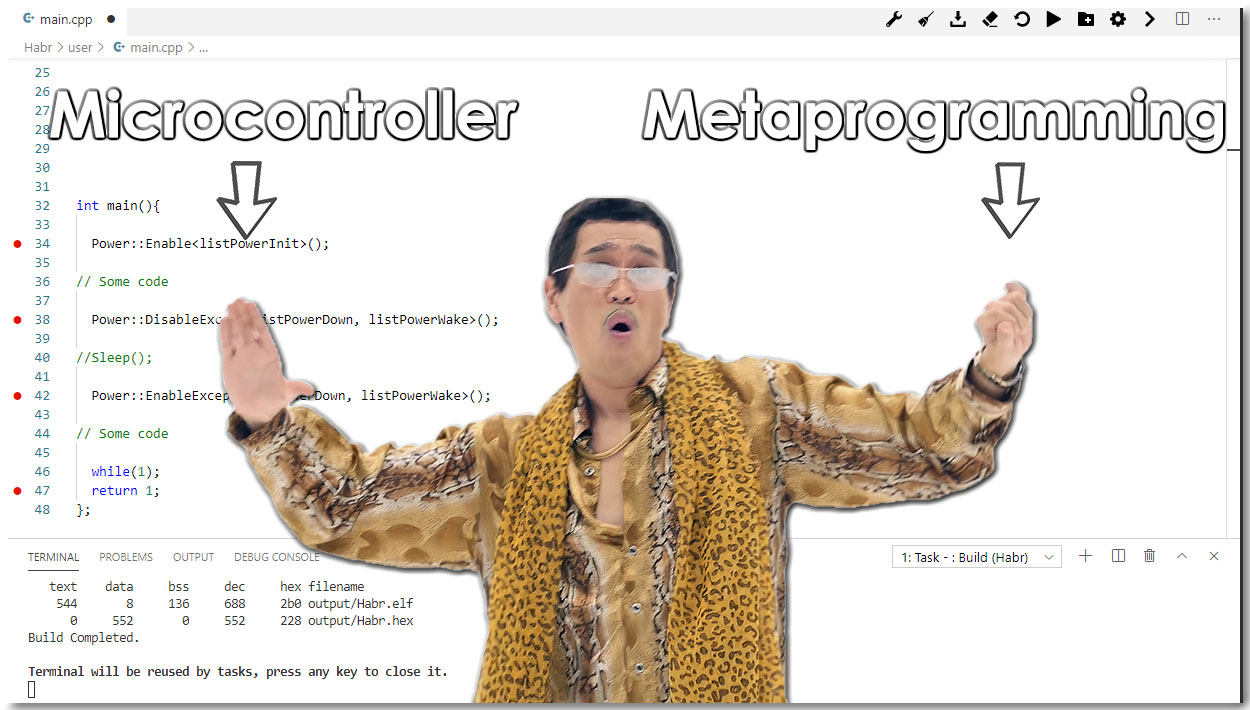 main.cpp
Habr > user > main.cpp > ...
Microcontroller
Metaprogramming
25
26
27
28
29
30
31
32 int main(){
33
34 Power::Enable<listPowerInit>();
35
36 // Some code
37
38 Power::DisableExc istPowerDown, listPowerWake>();
39
40 //Sleep();
41
42 Power::EnableExcep Down, listPowerWake>();
43
44 // Some code
45
46 while(1);
47 return 1;
48 };
TERMINAL PROBLEMS OUTPUT DEBUG CONSOLE
1: Task - : Build (Habr)
text data bss dec hex filename
544 8 136 688 2b0 output/Habr.elf
0 552 0 552 228 output/Habr.hex
Build Completed.
Terminal will be reused by tasks, press any key to close it.